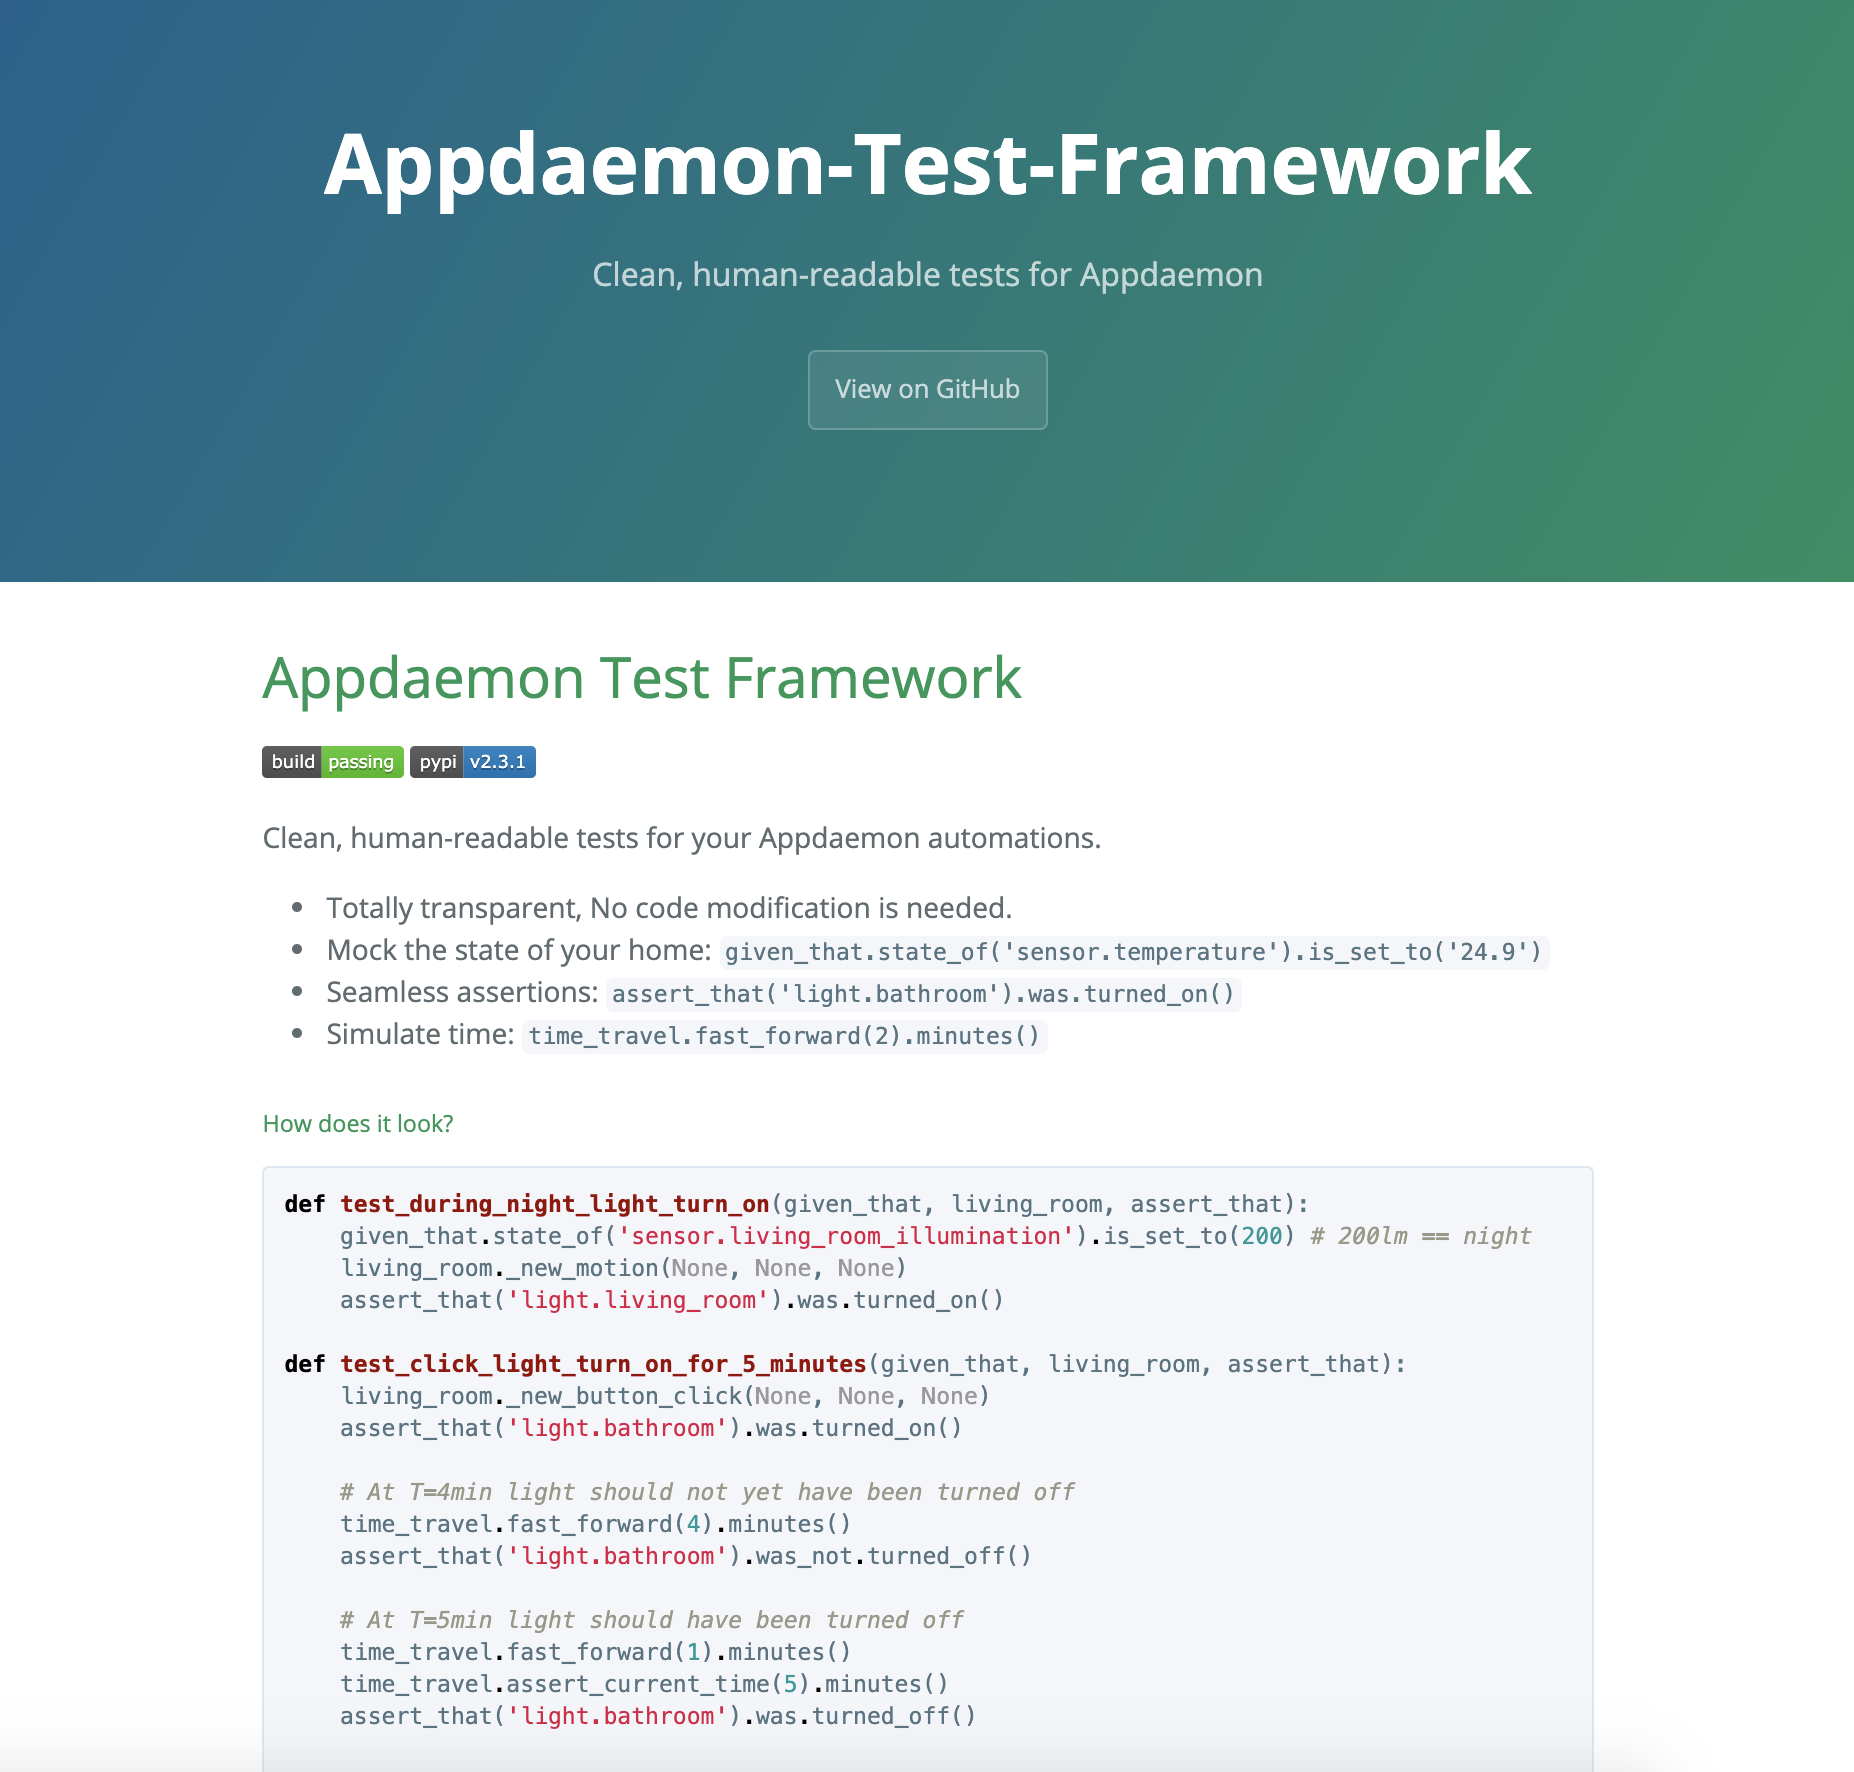 Appdaemon-Test-Framework
Clean, human-readable tests for Appdaemon
View on GitHub
Appdaemon Test Framework
build passing pypi v2.3.1
Clean, human-readable tests for your Appdaemon automations.
• Totally transparent, No code modification is needed.
• Mock the state of your home: given_that.state_of('sensor.temperature').is_set_to('24.9')
• Seamless assertions: assert_that('light.bathroom').was.turned_on()
• Simulate time: time_travel.fast_forward(2).minutes()
How does it look?
def test_during_night_light_turn_on(given_that, living_room, assert_that):
    given_that.state_of('sensor.living_room_illumination').is_set_to(200) # 200lm == night
    living_room._new_motion(None, None, None)
    assert_that('light.living_room').was.turned_on()
def test_click_light_turn_on_for_5_minutes(given_that, living_room, assert_that):
    living_room._new_button_click(None, None, None)
    assert_that('light.bathroom').was.turned_on()
    # At T=4min light should not yet have been turned off
    time_travel.fast_forward(4).minutes()
    assert_that('light.bathroom').was_not.turned_off()
    # At T=5min light should have been turned off
    time_travel.fast_forward(1).minutes()
    time_travel.assert_current_time(5).minutes()
    assert_that('light.bathroom').was.turned_off()